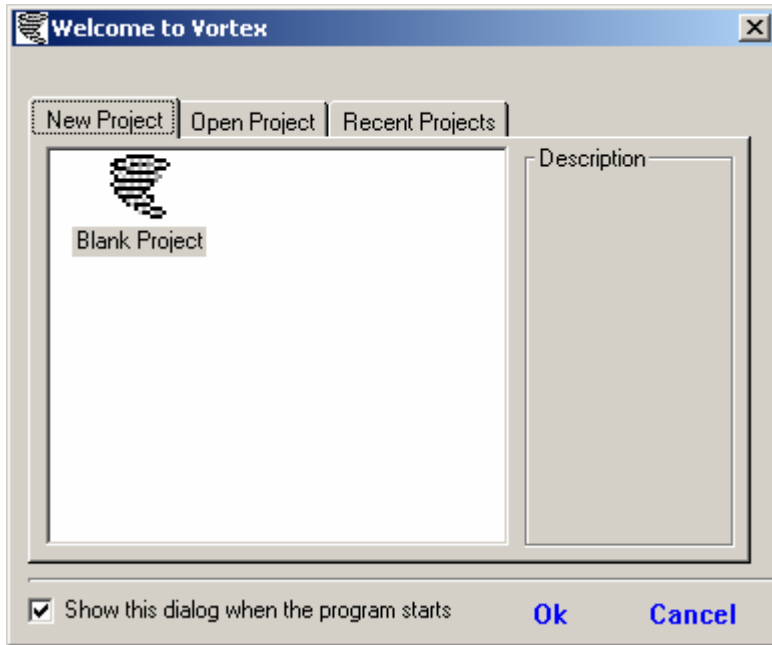 Welcome to Vortex
New Project Open Project Recent Projects
Description
Blank Project
Show this dialog when the program starts Ok Cancel